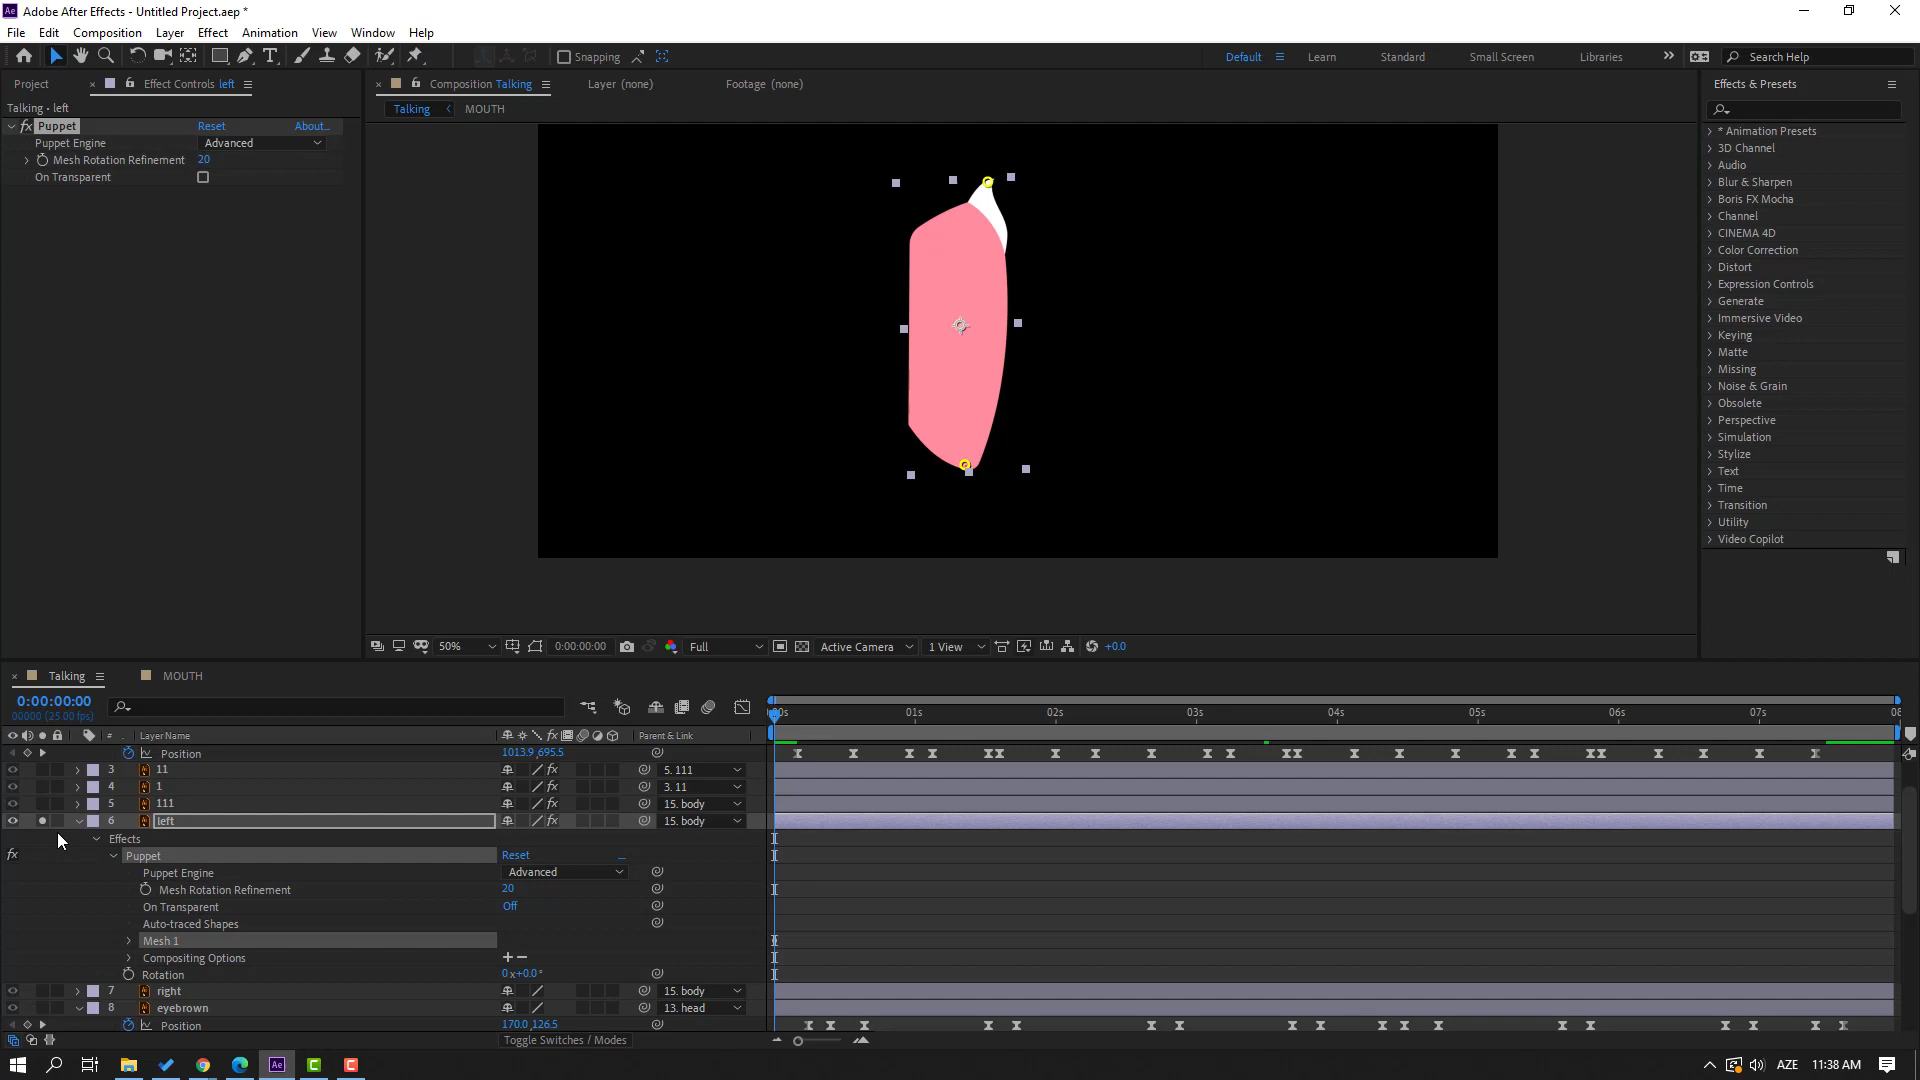 Adobe After Effects - Untitled Project.aep *
File Edit Composition Layer Effect Animation View Window Help
Snapping
Default Learn Standard Small Screen Libraries Search Help
Project Effect Controls left
Talking • left
fx Puppet Reset About...
Puppet Engine Advanced
Mesh Rotation Refinement 20
On Transparent
Composition Talking Layer (none) Footage (none)
Talking MOUTH
50% 0:00:00:00 Full Active Camera 1 View +0.0
Effects & Presets
* Animation Presets
3D Channel
Audio
Blur & Sharpen
Boris FX Mocha
Channel
CINEMA 4D
Color Correction
Distort
Expression Controls
Generate
Immersive Video
Keying
Matte
Missing
Noise & Grain
Obsolete
Perspective
Simulation
Stylize
Text
Time
Transition
Utility
Video Copilot
Talking MOUTH
0:00:00:00
00000 (25.00 fps)
01s 02s 03s 04s 05s 06s 07s
# Layer Name fx Parent & Link
Position 1013.9,695.5
3 11 fx 5. 111
4 1 fx 3. 11
5 111 fx 15. body
6 left fx 15. body
Effects
fx Puppet Reset ...
Puppet Engine Advanced
Mesh Rotation Refinement 20
On Transparent Off
Auto-traced Shapes
Mesh 1
Compositing Options + −
Rotation 0x+0.0°
7 right 15. body
8 eyebrown 13. head
Position 170.0,126.5
Toggle Switches / Modes
Ae AZE 11:38 AM